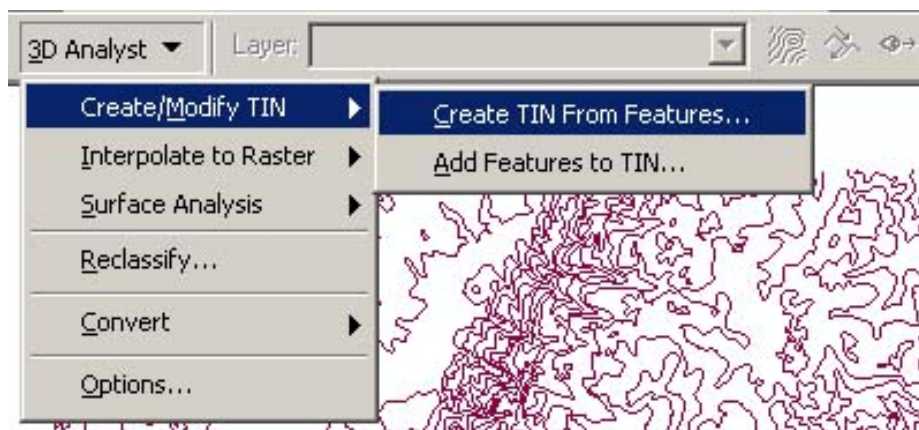 3D Analyst Layer:
Create/Modify TIN
Create TIN From Features...
Interpolate to Raster
Add Features to TIN...
Surface Analysis
Reclassify...
Convert
Options...